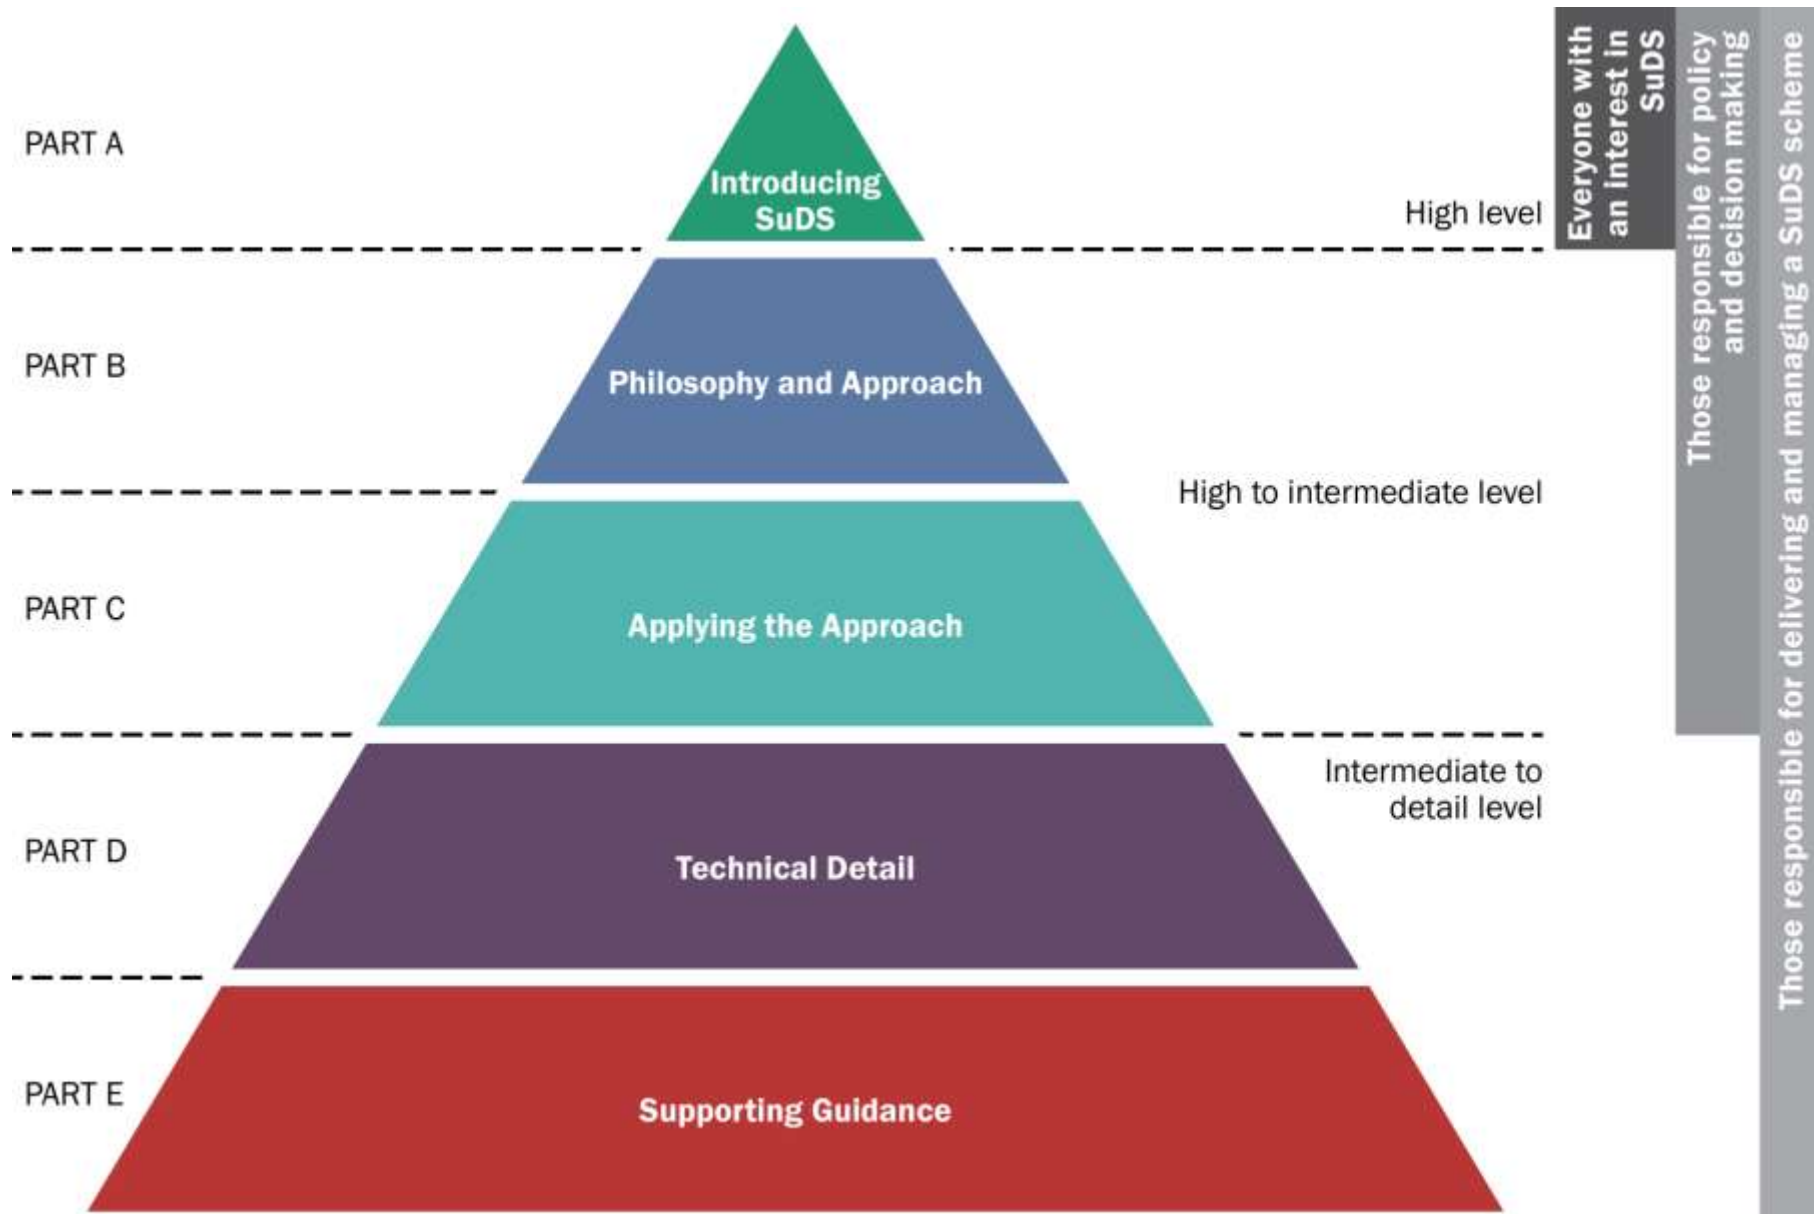 PART A
Introducing
SuDS
High level
PART B
Philosophy and Approach
High to intermediate level
PART C
Applying the Approach
Intermediate to
detail level
PART D
Technical Detail
PART E
Supporting Guidance
Everyone with
an interest in
SuDS
Those responsible for policy
and decision making
Those responsible for delivering and managing a SuDS scheme